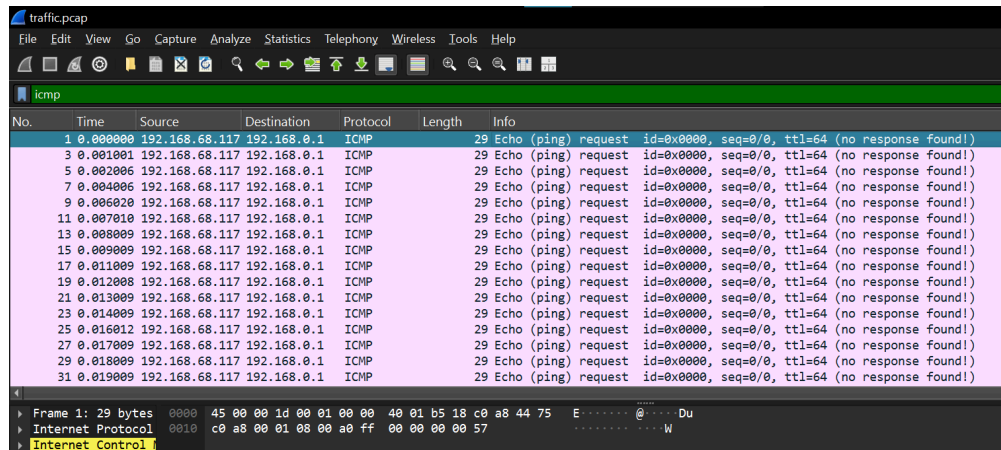 traffic.pcap
File Edit View Go Capture Analyze Statistics Telephony Wireless Tools Help
icmp
No. Time Source Destination Protocol Length Info
1 0.000000 192.168.68.117 192.168.0.1 ICMP 29 Echo (ping) request id=0x0000, seq=0/0, ttl=64 (no response found!)
3 0.001001 192.168.68.117 192.168.0.1 ICMP 29 Echo (ping) request id=0x0000, seq=0/0, ttl=64 (no response found!)
5 0.002006 192.168.68.117 192.168.0.1 ICMP 29 Echo (ping) request id=0x0000, seq=0/0, ttl=64 (no response found!)
7 0.004006 192.168.68.117 192.168.0.1 ICMP 29 Echo (ping) request id=0x0000, seq=0/0, ttl=64 (no response found!)
9 0.006020 192.168.68.117 192.168.0.1 ICMP 29 Echo (ping) request id=0x0000, seq=0/0, ttl=64 (no response found!)
11 0.007010 192.168.68.117 192.168.0.1 ICMP 29 Echo (ping) request id=0x0000, seq=0/0, ttl=64 (no response found!)
13 0.008009 192.168.68.117 192.168.0.1 ICMP 29 Echo (ping) request id=0x0000, seq=0/0, ttl=64 (no response found!)
15 0.009009 192.168.68.117 192.168.0.1 ICMP 29 Echo (ping) request id=0x0000, seq=0/0, ttl=64 (no response found!)
17 0.011009 192.168.68.117 192.168.0.1 ICMP 29 Echo (ping) request id=0x0000, seq=0/0, ttl=64 (no response found!)
19 0.012008 192.168.68.117 192.168.0.1 ICMP 29 Echo (ping) request id=0x0000, seq=0/0, ttl=64 (no response found!)
21 0.013009 192.168.68.117 192.168.0.1 ICMP 29 Echo (ping) request id=0x0000, seq=0/0, ttl=64 (no response found!)
23 0.014009 192.168.68.117 192.168.0.1 ICMP 29 Echo (ping) request id=0x0000, seq=0/0, ttl=64 (no response found!)
25 0.016012 192.168.68.117 192.168.0.1 ICMP 29 Echo (ping) request id=0x0000, seq=0/0, ttl=64 (no response found!)
27 0.017009 192.168.68.117 192.168.0.1 ICMP 29 Echo (ping) request id=0x0000, seq=0/0, ttl=64 (no response found!)
29 0.018009 192.168.68.117 192.168.0.1 ICMP 29 Echo (ping) request id=0x0000, seq=0/0, ttl=64 (no response found!)
31 0.019009 192.168.68.117 192.168.0.1 ICMP 29 Echo (ping) request id=0x0000, seq=0/0, ttl=64 (no response found!)
Frame 1: 29 bytes 0000 45 00 00 1d 00 01 00 00 40 01 b5 18 c0 a8 44 75 E······· @·····Du
Internet Protocol 0010 c0 a8 00 01 08 00 a0 ff 00 00 00 00 57 ········ ····W
Internet Control